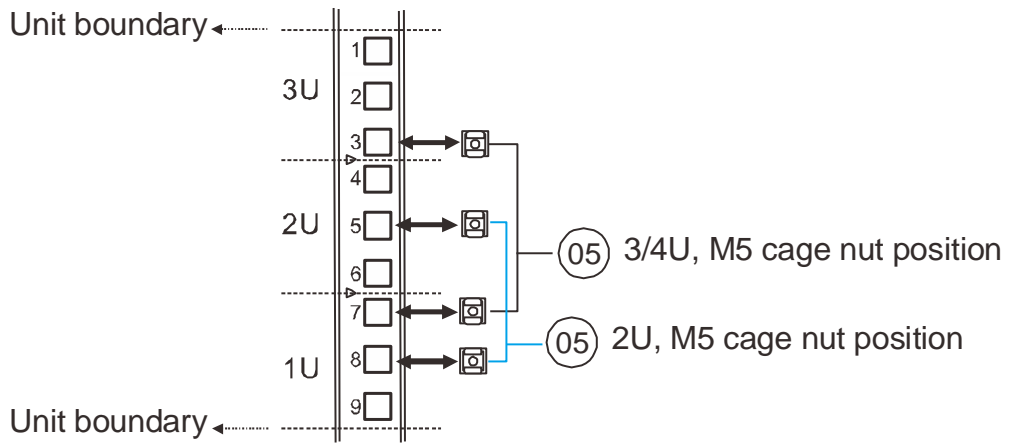 Unit boundary
1
3U
2
3
4
2U
5
05 3/4U, M5 cage nut position
6
7
05 2U, M5 cage nut position
1U
8
9
Unit boundary